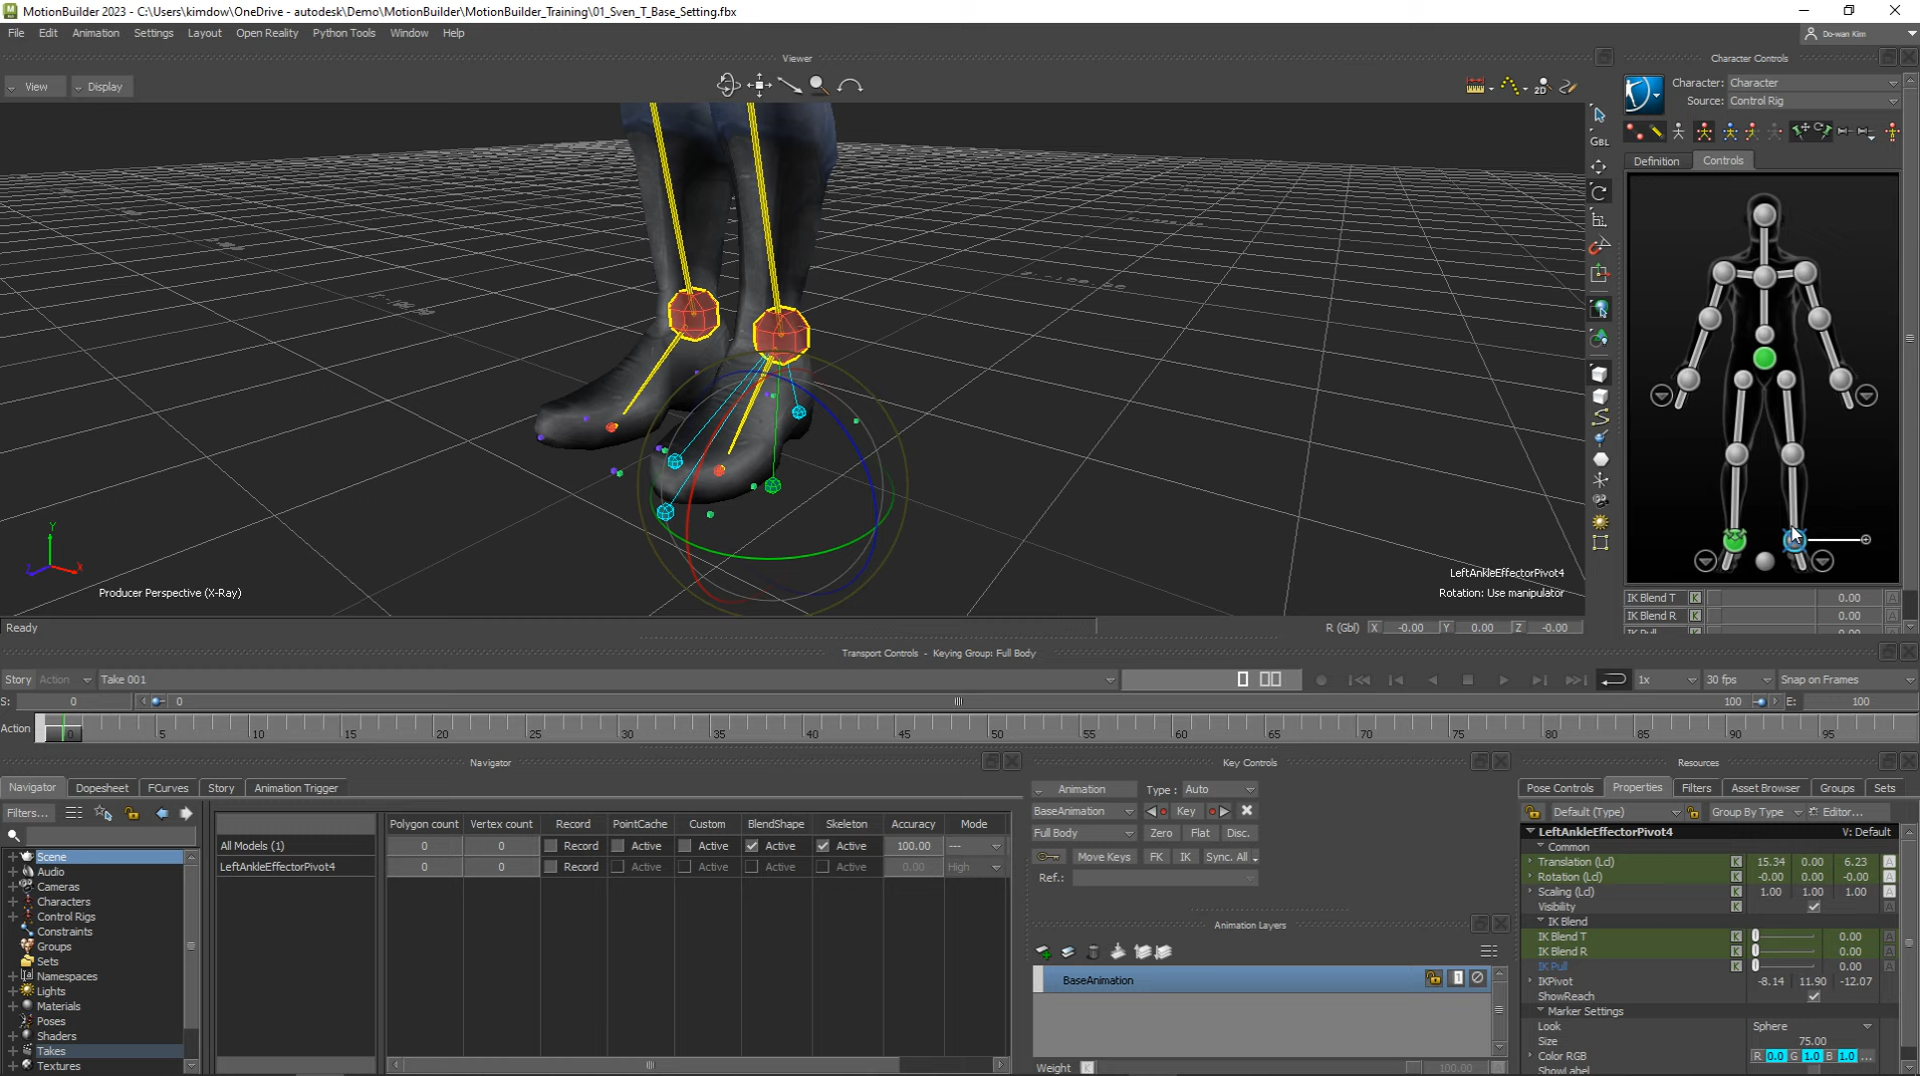 MotionBuilder 2023 - C:\Users\kimdow\OneDrive - autodesk\Demo\MotionBuilder\MotionBuilder_Training\01_Sven_T_Base_Setting.fbx
File Edit Animation Settings Layout Open Reality Python Tools Window Help
Do-wan Kim
Viewer
Character Controls
View Display
2D
Character: Character
Source: Control Rig
GBL
Definition Controls
Y
X
Z
Producer Perspective (X-Ray)
LeftAnkleEffectorPivot4
Rotation: Use manipulator
IK Blend T K 0.00 A
IK Blend R K 0.00 A
Ready
R (Gbl) X -0.00 Y 0.00 Z -0.00
Transport Controls - Keying Group: Full Body
Story Action Take 001
1x 30 fps Snap on Frames
S: 0 0 100 E: 100
Action 0 5 10 15 20 25 30 35 40 45 50 55 60 65 70 75 80 85 90 95
Navigator
Key Controls
Resources
Navigator Dopesheet FCurves Story Animation Trigger
Animation Type : Auto
Pose Controls Properties Filters Asset Browser Groups Sets
Filters...
BaseAnimation Key
Default (Type) Group By Type Editor...
Polygon count Vertex count Record PointCache Custom BlendShape Skeleton Accuracy Mode
Full Body Zero Flat Disc.
LeftAnkleEffectorPivot4 V: Default
All Models (1) 0 0 Record Active Active Active Active 100.00 ---
LeftAnkleEffectorPivot4 0 0 Record Active Active Active Active 0.00 High
Move Keys FK IK Sync. All
Ref.:
Common
Translation (Lcl) K 15.34 0.00 6.23 A
Rotation (Lcl) K -0.00 0.00 -0.00 A
Scaling (Lcl) K 1.00 1.00 1.00 A
Visibility K A
IK Blend
IK Blend T K 0.00 A
IK Blend R K 0.00 A
IK Pull K 0.00 A
IKPivot -8.14 11.90 -12.07
ShowReach
Marker Settings
Look Sphere
Size 75.00
Color RGB R 0.0 G 1.0 B 1.0 ...
ShowLabel
Scene
Audio
Cameras
Characters
Control Rigs
Constraints
Groups
Sets
Namespaces
Lights
Materials
Poses
Shaders
Takes
Textures
Animation Layers
BaseAnimation 1
Weight K 100.00